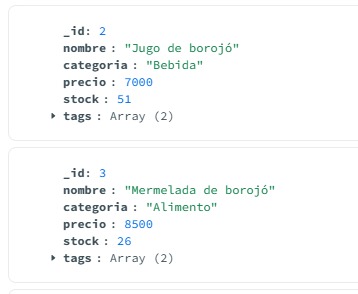 _id: 2
nombre : "Jugo de borojó"
categoria : "Bebida"
precio : 7000
stock : 51
tags : Array (2)
_id: 3
nombre : "Mermelada de borojó"
categoria : "Alimento"
precio : 8500
stock : 26
tags : Array (2)